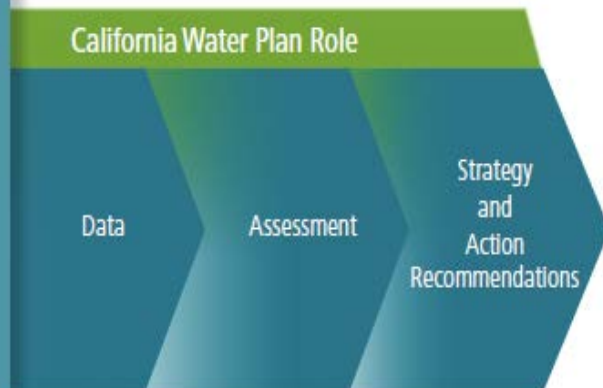 California Water Plan Role
Data
Assessment
Strategy
and
Action
Recommendations